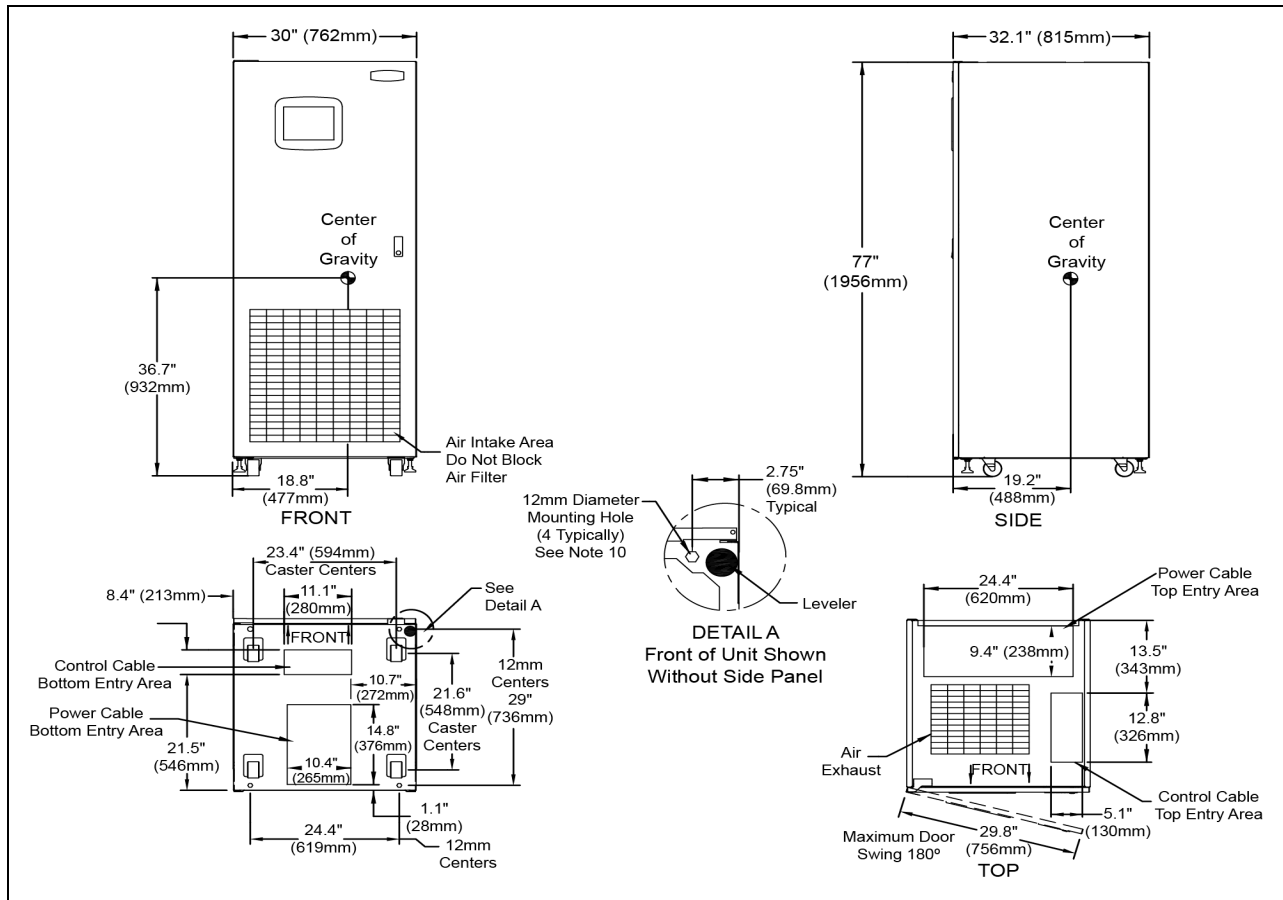 30" (762mm)
Center
of
Gravity
36.7"
(932mm)
Air Intake Area
Do Not Block
Air Filter
18.8"
(477mm)
FRONT
32.1" (815mm)
77"
(1956mm)
Center
of
Gravity
19.2"
(488mm)
SIDE
12mm Diameter
Mounting Hole
(4 Typically)
See Note 10
2.75"
(69.8mm)
Typical
Leveler
DETAIL A
Front of Unit Shown
Without Side Panel
23.4" (594mm)
Caster Centers
8.4" (213mm)
11.1"
(280mm)
See
Detail A
FRONT
Control Cable
Bottom Entry Area
10.7"
(272mm)
12mm
Centers
29"
(736mm)
21.6"
(548mm)
Caster
Centers
Power Cable
Bottom Entry Area
14.8"
(376mm)
21.5"
(546mm)
10.4"
(265mm)
1.1"
(28mm)
24.4"
(619mm)
12mm
Centers
24.4"
(620mm)
Power Cable
Top Entry Area
9.4" (238mm)
13.5"
(343mm)
12.8"
(326mm)
Air
Exhaust
FRONT
Control Cable
Top Entry Area
5.1"
(130mm)
Maximum Door
Swing 180º
29.8"
(756mm)
TOP